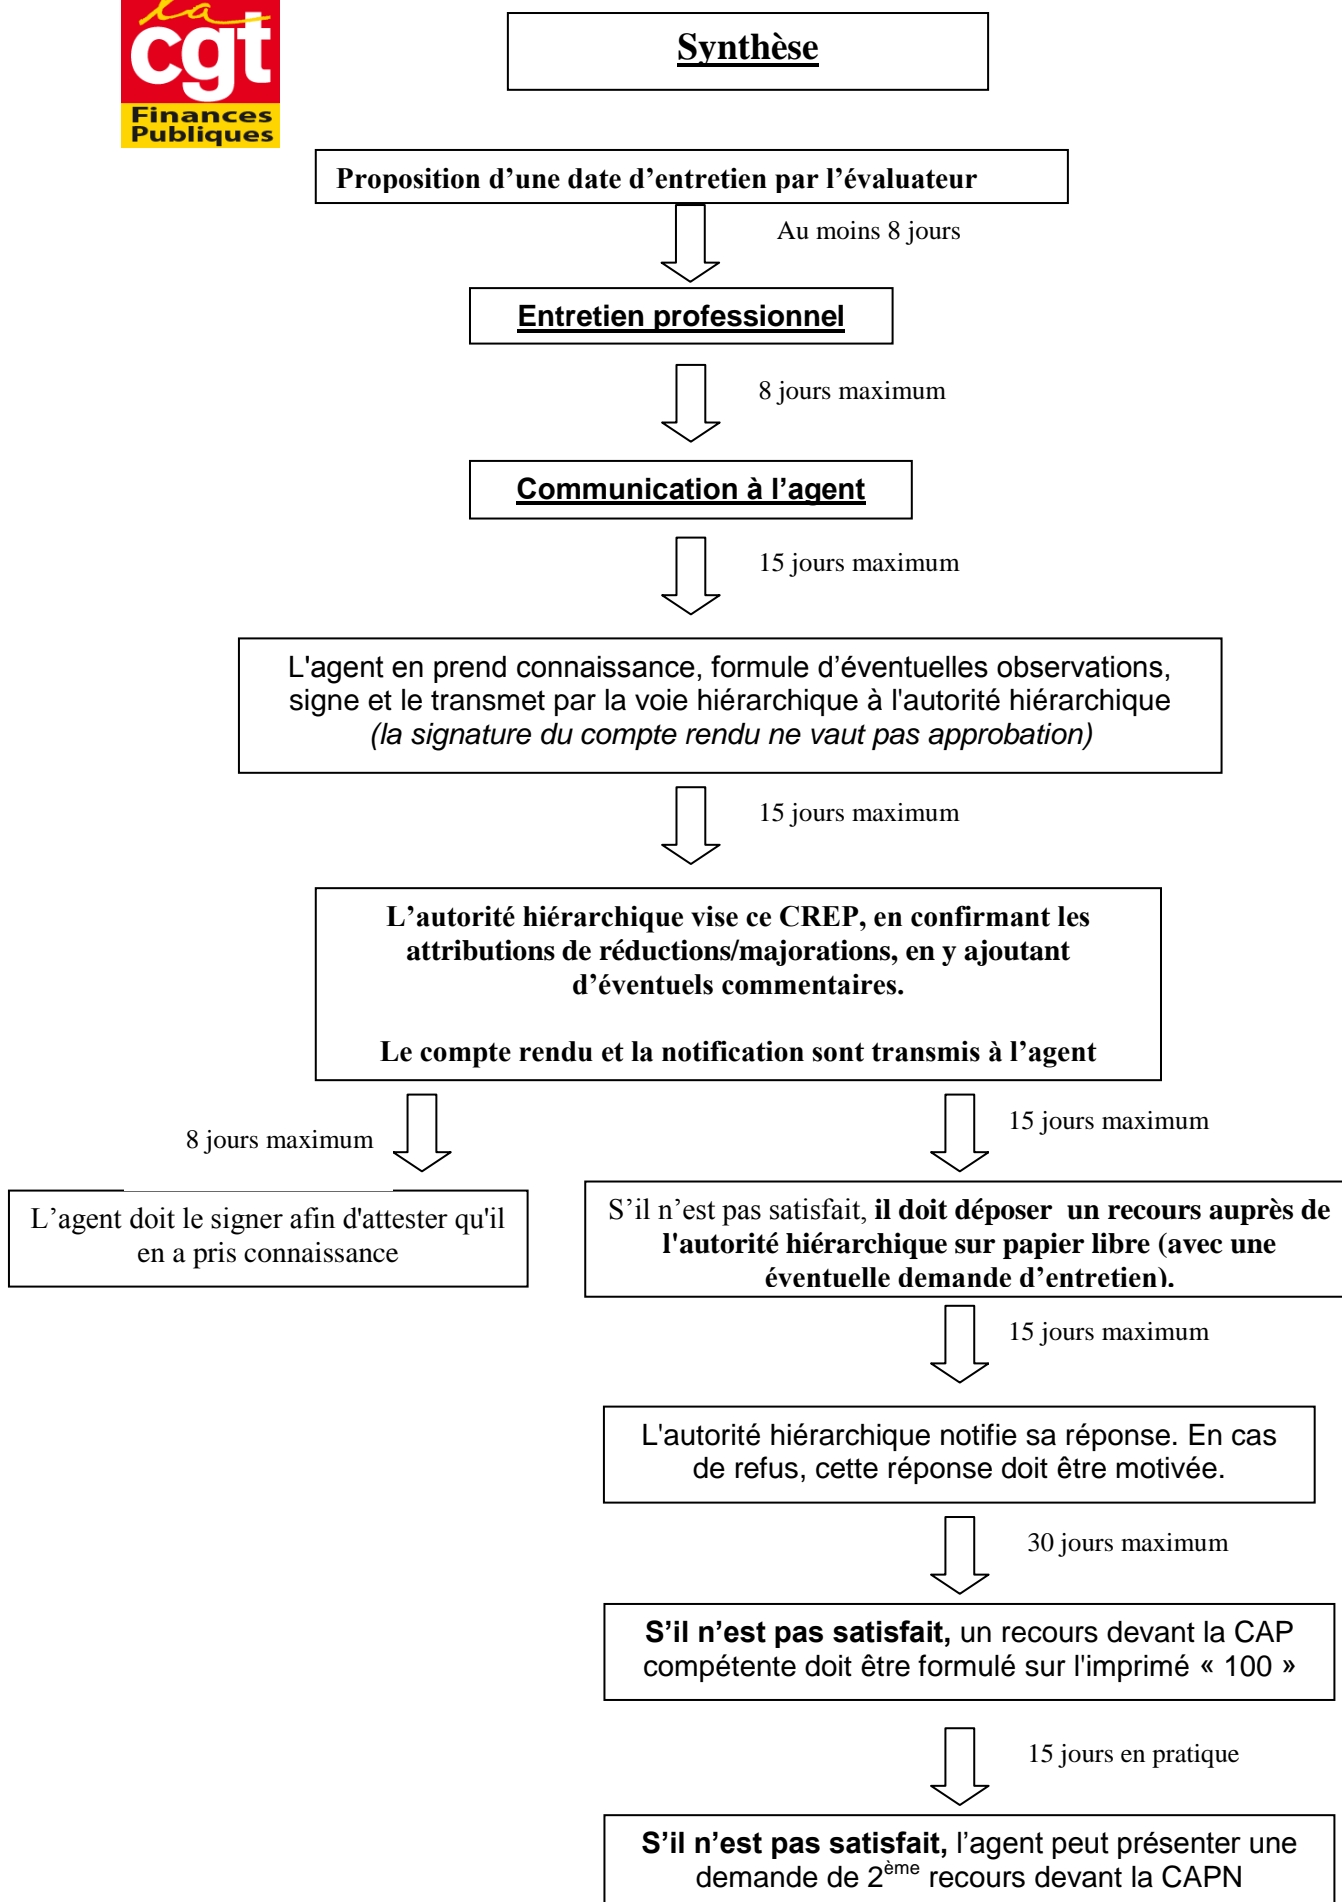 la
cgt
Finances
Publiques
Synthèse
Proposition d’une date d’entretien par l’évaluateur
Au moins 8 jours
Entretien professionnel
8 jours maximum
Communication à l’agent
15 jours maximum
L'agent en prend connaissance, formule d’éventuelles observations,
signe et le transmet par la voie hiérarchique à l'autorité hiérarchique
(la signature du compte rendu ne vaut pas approbation)
15 jours maximum
L’autorité hiérarchique vise ce CREP, en confirmant les
attributions de réductions/majorations, en y ajoutant
d’éventuels commentaires.
Le compte rendu et la notification sont transmis à l’agent
8 jours maximum
15 jours maximum
L’agent doit le signer afin d'attester qu'il
en a pris connaissance
S’il n’est pas satisfait, il doit déposer  un recours auprès de
l'autorité hiérarchique sur papier libre (avec une
éventuelle demande d’entretien).
15 jours maximum
L'autorité hiérarchique notifie sa réponse. En cas
de refus, cette réponse doit être motivée.
30 jours maximum
S’il n’est pas satisfait, un recours devant la CAP
compétente doit être formulé sur l'imprimé « 100 »
15 jours en pratique
S’il n’est pas satisfait, l’agent peut présenter une
demande de 2ème recours devant la CAPN